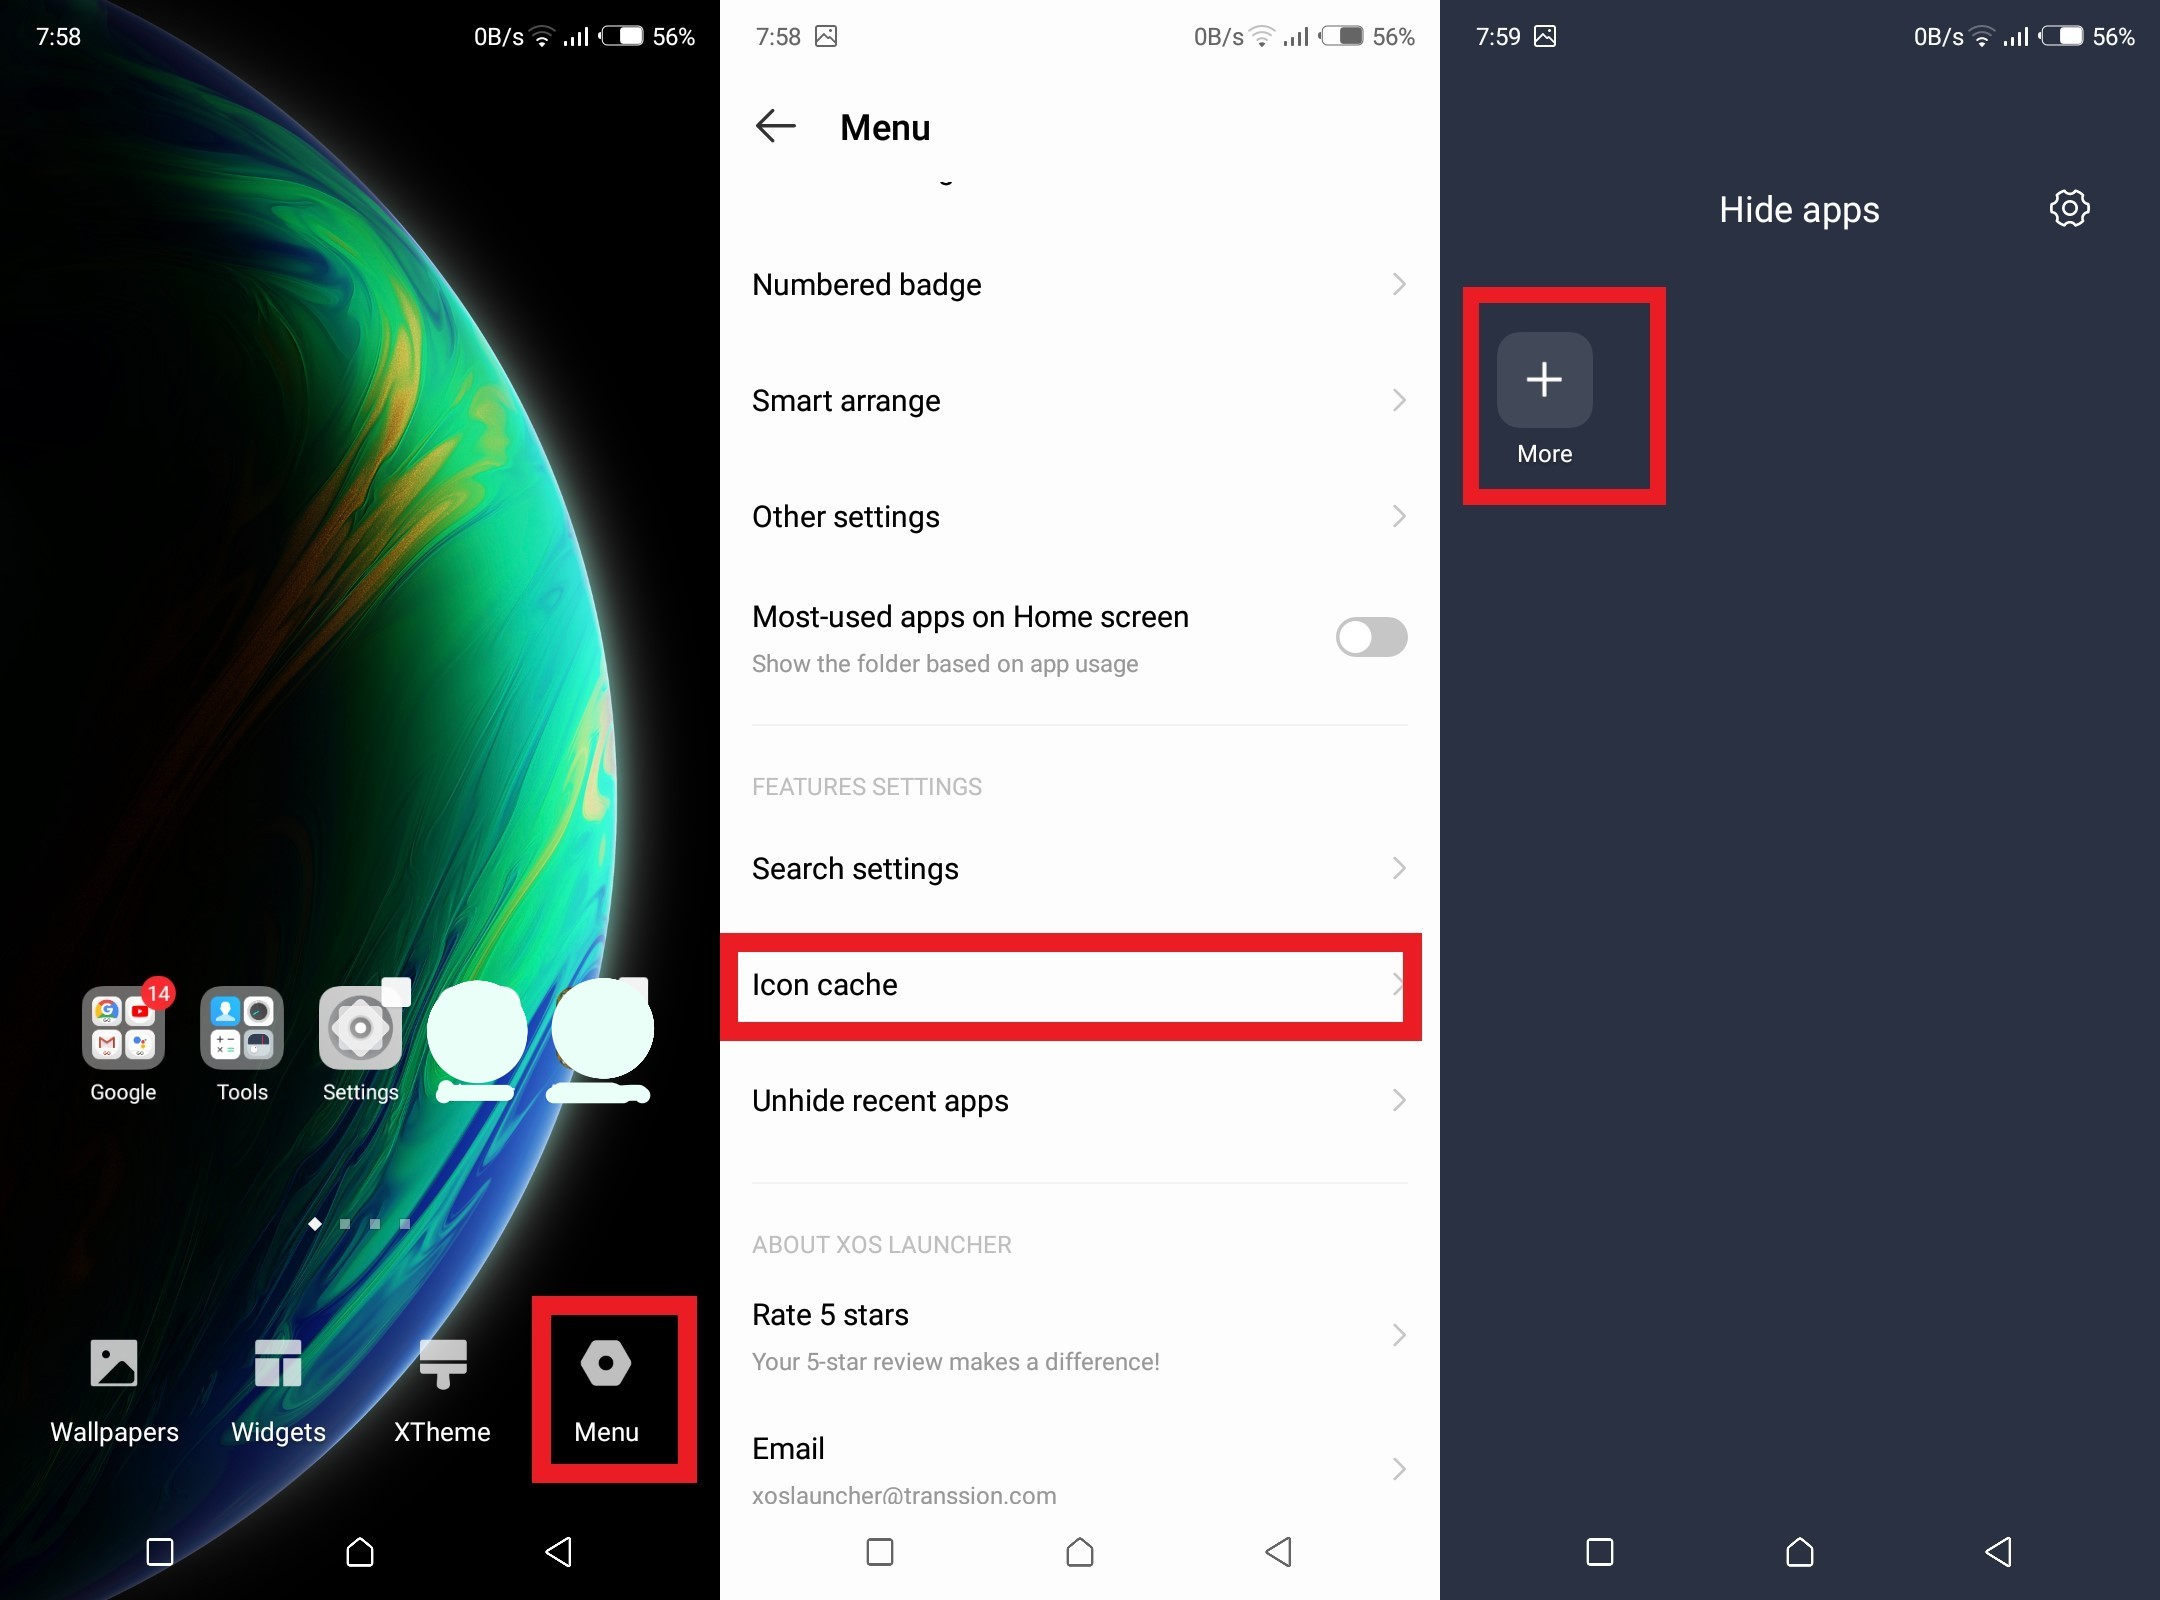 7:58 0B/s 56%
14
Google Tools Settings
Wallpapers Widgets XTheme Menu
7:58 0B/s 56%
Menu
Numbered badge
Smart arrange
Other settings
Most-used apps on Home screen
Show the folder based on app usage
FEATURES SETTINGS
Search settings
Icon cache
Unhide recent apps
ABOUT XOS LAUNCHER
Rate 5 stars
Your 5-star review makes a difference!
Email
xoslauncher@transsion.com
7:59 0B/s 56%
Hide apps
More